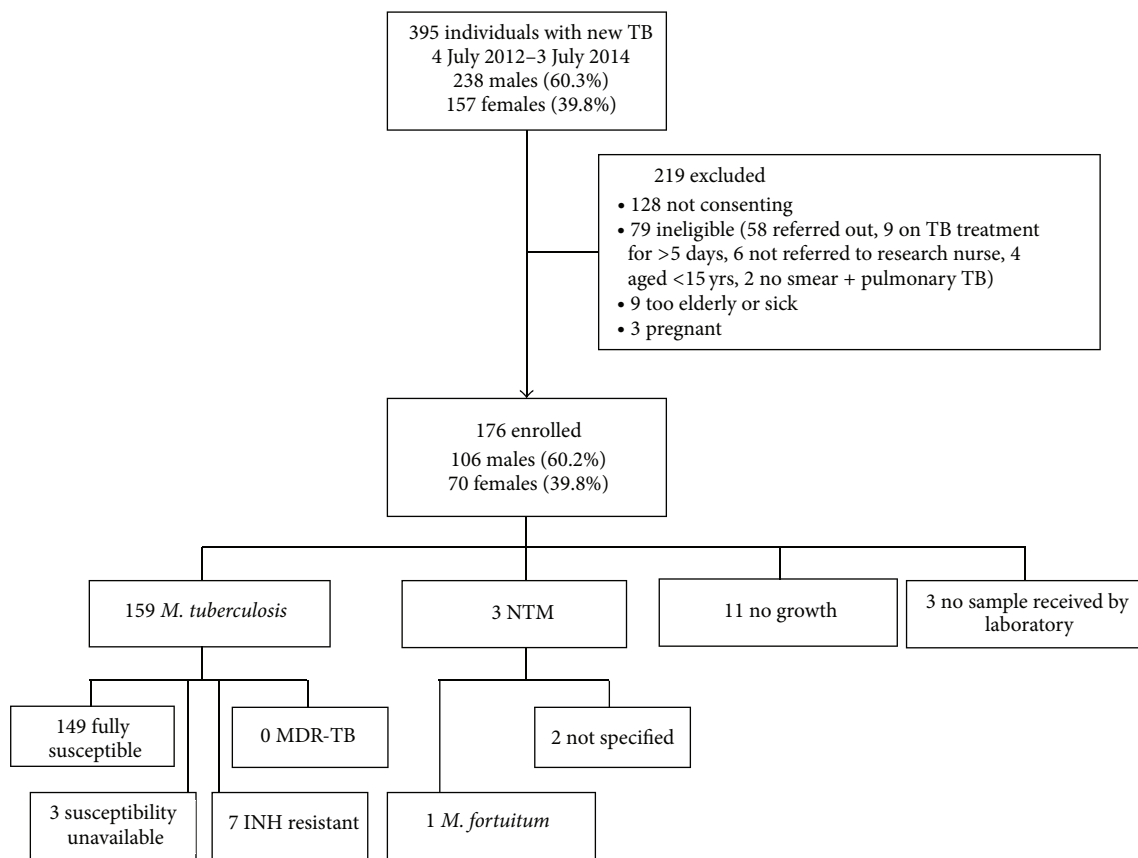 395 individuals with new TB
4 July 2012–3 July 2014
238 males (60.3%)
157 females (39.8%)
219 excluded
• 128 not consenting
• 79 ineligible (58 referred out, 9 on TB treatment
for >5 days, 6 not referred to research nurse, 4
aged <15 yrs, 2 no smear + pulmonary TB)
• 9 too elderly or sick
• 3 pregnant
176 enrolled
106 males (60.2%)
70 females (39.8%)
159 M. tuberculosis
3 NTM
11 no growth
3 no sample received by
laboratory
149 fully
susceptible
0 MDR-TB
2 not specified
3 susceptibility
unavailable
7 INH resistant
1 M. fortuitum